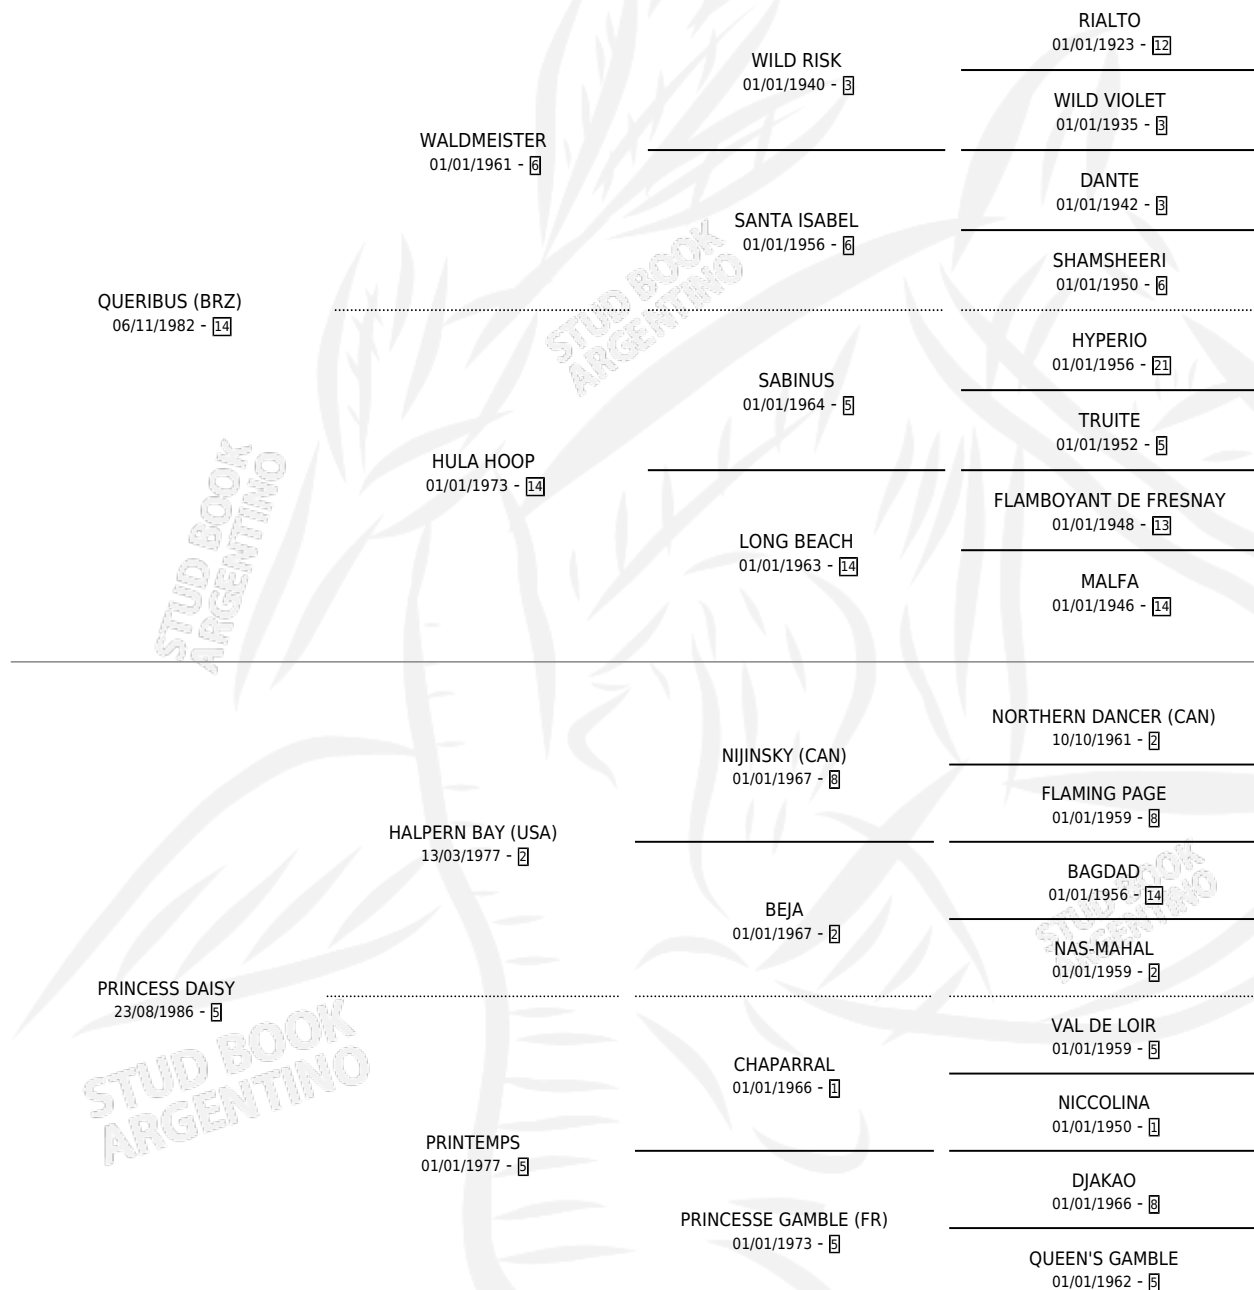 RIALTO
01/01/1923 - 12
WILD RISK
01/01/1940 - 3
WILD VIOLET
01/01/1935 - 3
WALDMEISTER
01/01/1961 - 6
DANTE
01/01/1942 - 3
SANTA ISABEL
01/01/1956 - 6
SHAMSHEERI
01/01/1950 - 6
QUERIBUS (BRZ)
06/11/1982 - 14
HYPERIO
01/01/1956 - 21
SABINUS
01/01/1964 - 5
TRUITE
01/01/1952 - 5
HULA HOOP
01/01/1973 - 14
FLAMBOYANT DE FRESNAY
01/01/1948 - 13
LONG BEACH
01/01/1963 - 14
MALFA
01/01/1946 - 14
STUD BOOK
ARGENTINO
STUD BOOK
ARGENTINO
NORTHERN DANCER (CAN)
10/10/1961 - 2
NIJINSKY (CAN)
01/01/1967 - 8
FLAMING PAGE
01/01/1959 - 8
HALPERN BAY (USA)
13/03/1977 - 2
BAGDAD
01/01/1956 - 14
BEJA
01/01/1967 - 2
NAS-MAHAL
01/01/1959 - 2
PRINCESS DAISY
23/08/1986 - 5
VAL DE LOIR
01/01/1959 - 5
CHAPARRAL
01/01/1966 - 1
NICCOLINA
01/01/1950 - 1
PRINTEMPS
01/01/1977 - 5
DJAKAO
01/01/1966 - 8
PRINCESSE GAMBLE (FR)
01/01/1973 - 5
QUEEN'S GAMBLE
01/01/1962 - 5
STUD BOOK
ARGENTINO
STUD BOOK
ARGENTINO